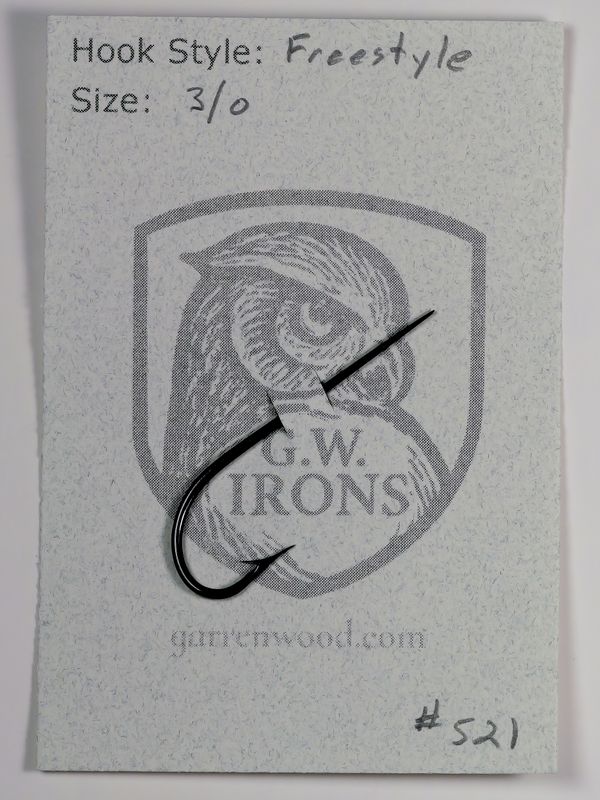 Hook Style: Freestyle
Size: 3/0
G.W.
IRONS
garrenwood.com
#521